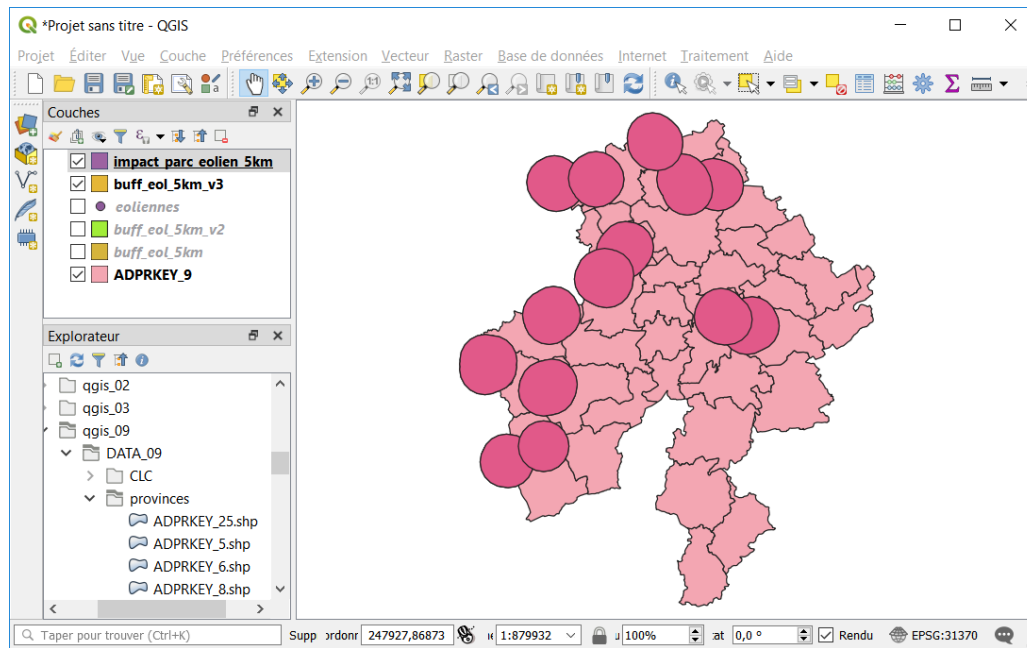 *Projet sans titre - QGIS
Projet Éditer Vue Couche Préférences Extension Vecteur Raster Base de données Internet Traitement Aide
Couches
impact_parc_eolien_5km
buff_eol_5km_v3
eoliennes
buff_eol_5km_v2
buff_eol_5km
ADPRKEY_9
Explorateur
qgis_02
qgis_03
qgis_09
DATA_09
CLC
provinces
ADPRKEY_25.shp
ADPRKEY_5.shp
ADPRKEY_6.shp
ADPRKEY_8.shp
Taper pour trouver (Ctrl+K) Supp ordonr 247927,86873 1:879932 100% at 0,0 ° Rendu EPSG:31370